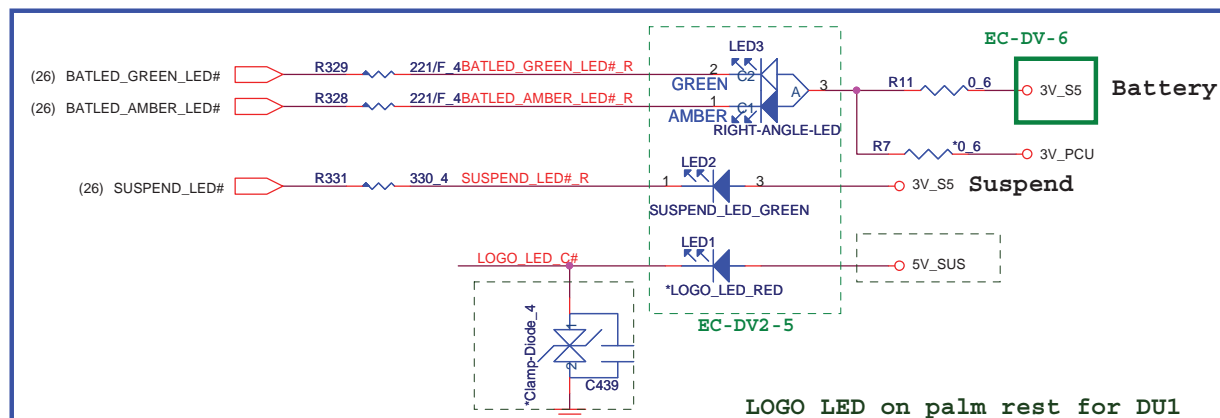 EC-DV-6
LED3
(26) BATLED_GREEN_LED# R329 221/F_4 BATLED_GREEN_LED#_R 2 C2
GREEN
A 3 R11 0_6 3V_S5 Battery
(26) BATLED_AMBER_LED# R328 221/F_4 BATLED_AMBER_LED#_R 1 C1
AMBER
RIGHT-ANGLE-LED
R7 *0_6 3V_PCU
LED2
(26) SUSPEND_LED# R331 330_4 SUSPEND_LED#_R 1 3 3V_S5 Suspend
SUSPEND_LED_GREEN
LED1
LOGO_LED_C# 5V_SUS
*LOGO_LED_RED
EC-DV2-5
*Clamp-Diode_4
1
2
C439
LOGO LED on palm rest for DU1